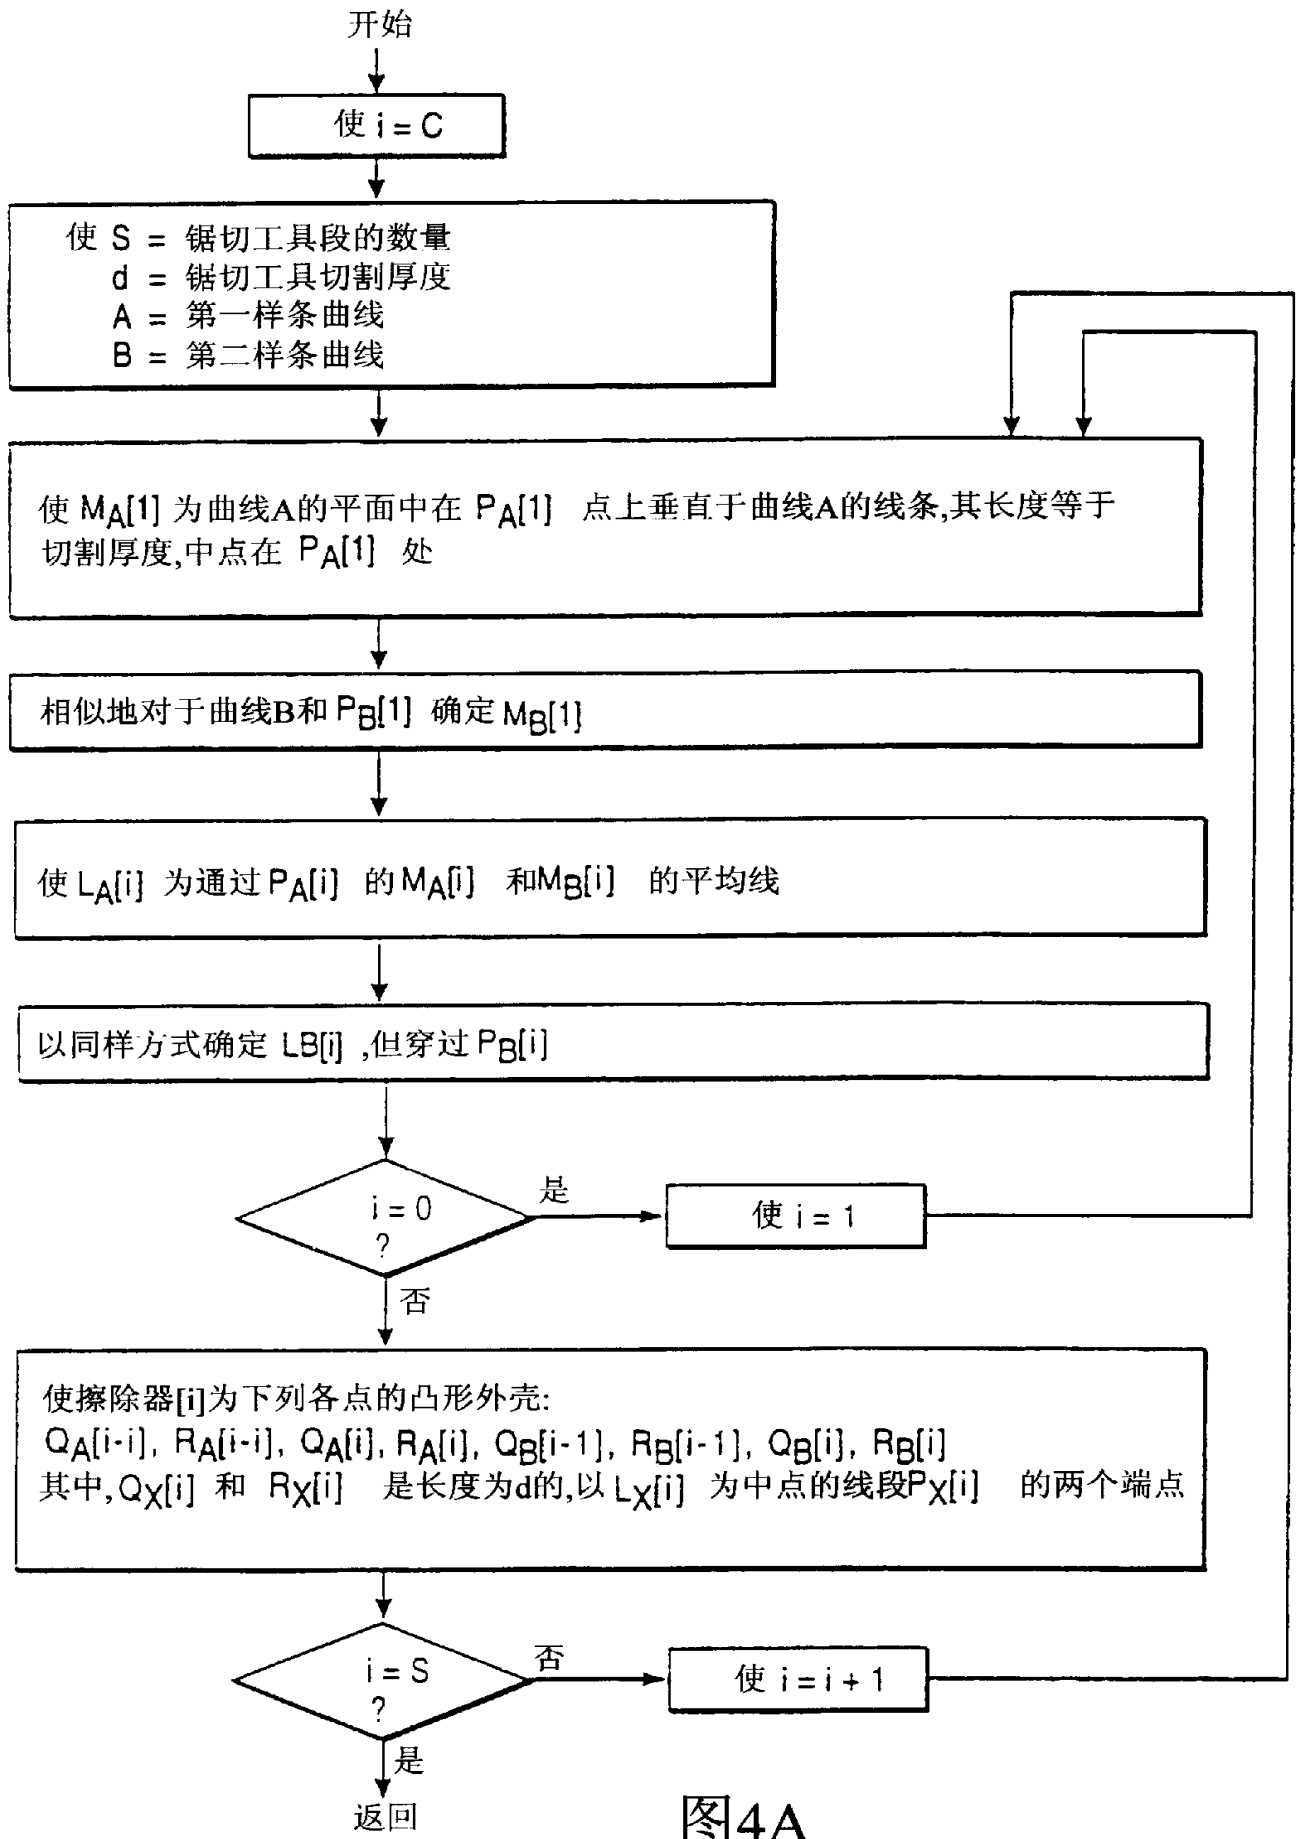 开始
使 i = C
使 S = 锯切工具段的数量
d = 锯切工具切割厚度
A = 第一样条曲线
B = 第二样条曲线
使 MA[1] 为曲线A的平面中在 PA[1] 点上垂直于曲线A的线条,其长度等于
切割厚度,中点在 PA[1] 处
相似地对于曲线B和 PB[1] 确定 MB[1]
使 LA[i] 为通过 PA[i] 的 MA[i] 和MB[i] 的平均线
以同样方式确定 LB[i] ,但穿过 PB[i]
i = 0
?
是
使 i = 1
否
使擦除器[i]为下列各点的凸形外壳:
QA[i-i], RA[i-i], QA[i], RA[i], QB[i-1], RB[i-1], QB[i], RB[i]
其中,QX[i] 和 RX[i] 是长度为d的,以 LX[i] 为中点的线段PX[i] 的两个端点
i = S
?
否
使 i = i + 1
是
返回
图4A